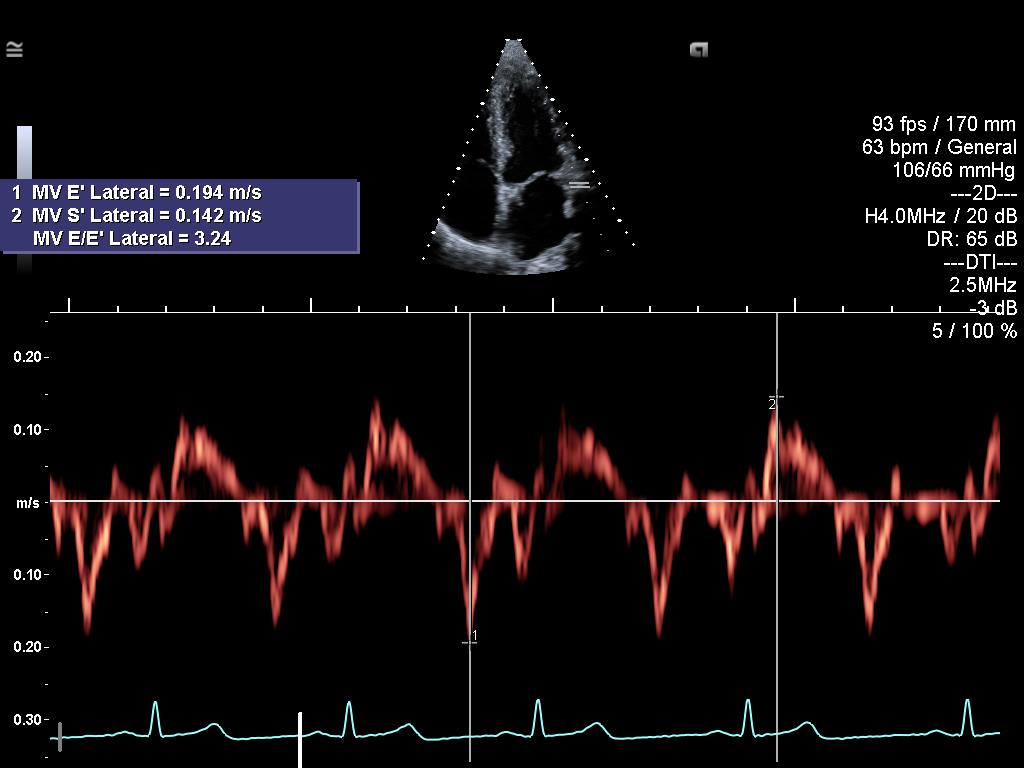 1 MV E' Lateral = 0.194 m/s
2 MV S' Lateral = 0.142 m/s
MV E/E' Lateral = 3.24
93 fps / 170 mm
63 bpm / General
106/66 mmHg
---2D---
H4.0MHz / 20 dB
DR: 65 dB
---DTI---
2.5MHz
-3 dB
5 / 100 %
0.20
0.10
m/s
0.10
0.20
0.30
2
1